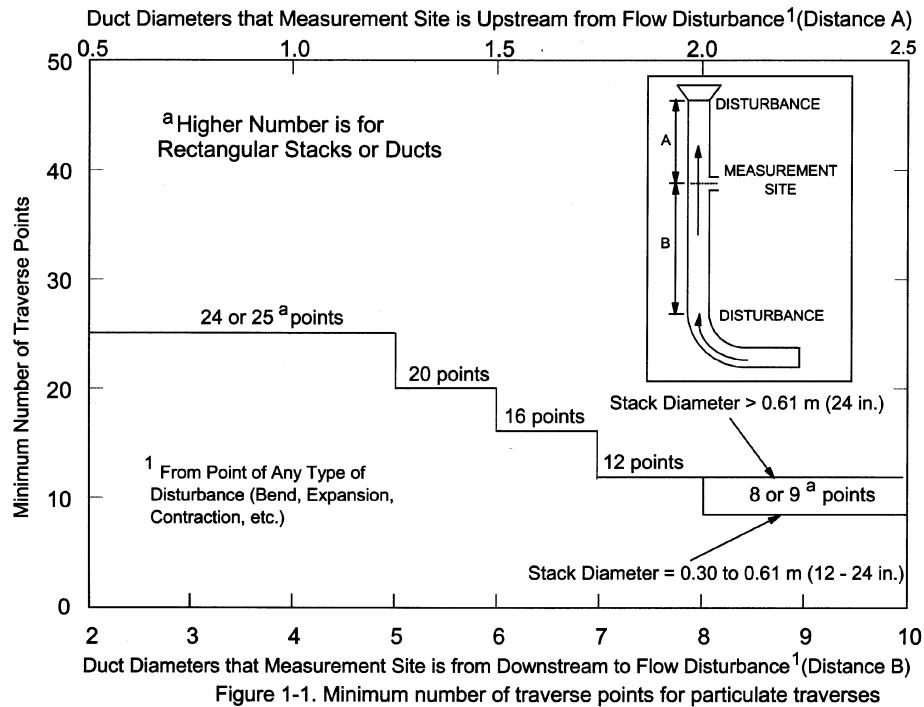 Duct Diameters that Measurement Site is Upstream from Flow Disturbance¹ (Distance A)
0.5 1.0 1.5 2.0 2.5
50
40
30
20
10
0
Minimum Number of Traverse Points
a Higher Number is for
Rectangular Stacks or Ducts
DISTURBANCE
A
MEASUREMENT
SITE
B
DISTURBANCE
24 or 25 a points
20 points
16 points
12 points
Stack Diameter > 0.61 m (24 in.)
8 or 9 a points
1 From Point of Any Type of
Disturbance (Bend, Expansion,
Contraction, etc.)
Stack Diameter = 0.30 to 0.61 m (12 - 24 in.)
2 3 4 5 6 7 8 9 10
Duct Diameters that Measurement Site is from Downstream to Flow Disturbance¹ (Distance B)
Figure 1-1. Minimum number of traverse points for particulate traverses